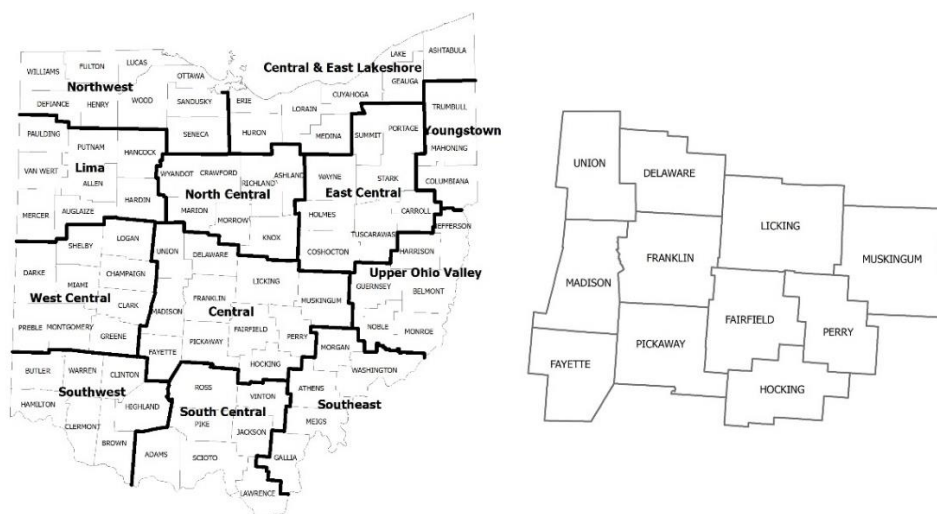 LAKE
ASHTABULA
LUCAS
FULTON
WILLIAMS
OTTAWA
Central & East Lakeshore
GEAUGA
Northwest
CUYAHOGA
DEFIANCE
HENRY
WOOD
SANDUSKY
ERIE
LORAIN
TRUMBULL
SENECA
HURON
MEDINA
SUMMIT
PORTAGE
Youngstown
PAULDING
PUTNAM
HANCOCK
MAHONING
VAN WERT
Lima
ALLEN
WYANDOT
CRAWFORD
RICHLAND
ASHLAND
WAYNE
STARK
COLUMBIANA
North Central
East Central
MERCER
AUGLAIZE
HARDIN
MARION
MORROW
HOLMES
CARROLL
JEFFERSON
KNOX
TUSCARAWAS
COSHOCTON
HARRISON
SHELBY
LOGAN
UNION
DELAWARE
DARKE
CHAMPAIGN
LICKING
Upper Ohio Valley
MIAMI
GUERNSEY
BELMONT
West Central
CLARK
MADISON
FRANKLIN
MUSKINGUM
Central
PREBLE
MONTGOMERY
GREENE
PICKAWAY
FAIRFIELD
PERRY
NOBLE
MONROE
FAYETTE
HOCKING
MORGAN
BUTLER
WARREN
CLINTON
WASHINGTON
Southwest
ROSS
VINTON
ATHENS
HAMILTON
HIGHLAND
South Central
Southeast
CLERMONT
PIKE
JACKSON
MEIGS
BROWN
ADAMS
SCIOTO
GALLIA
LAWRENCE
UNION
DELAWARE
LICKING
MUSKINGUM
FRANKLIN
MADISON
FAIRFIELD
PERRY
PICKAWAY
FAYETTE
HOCKING